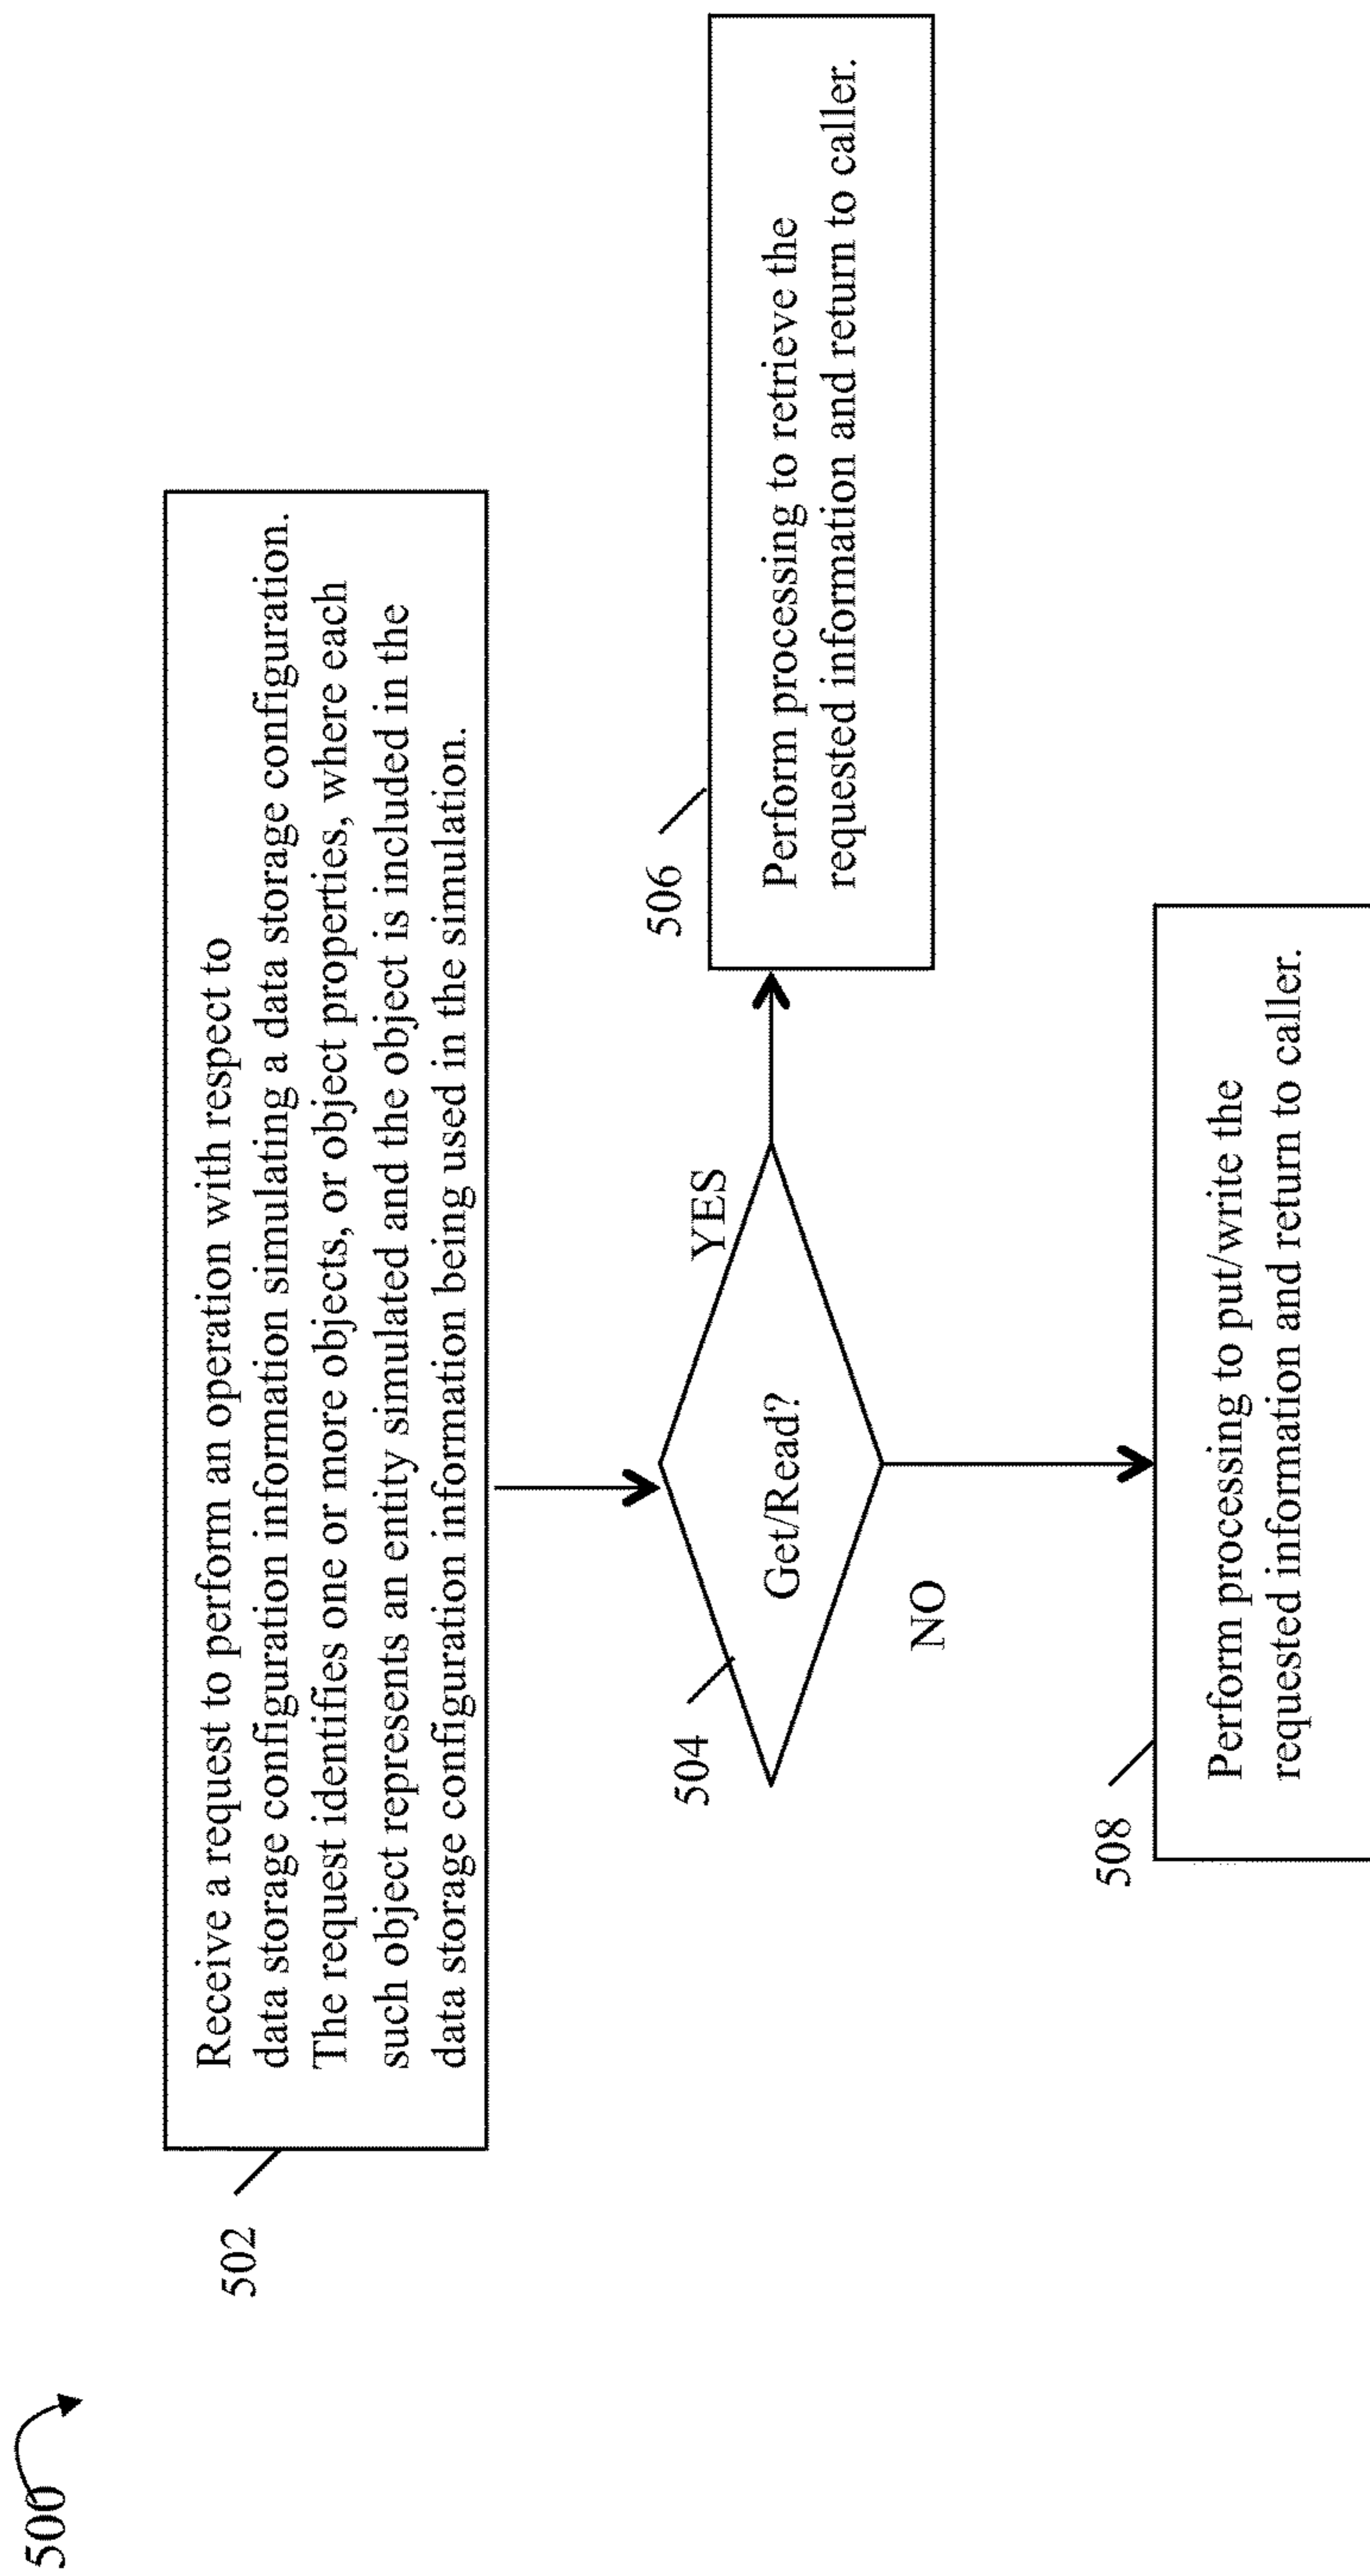 500
502
Receive a request to perform an operation with respect to
data storage configuration information simulating a data storage configuration.
The request identifies one or more objects, or object properties, where each
such object represents an entity simulated and the object is included in the
data storage configuration information being used in the simulation.
504
Get/Read?
YES
506
Perform processing to retrieve the
requested information and return to caller.
NO
508
Perform processing to put/write the
requested information and return to caller.